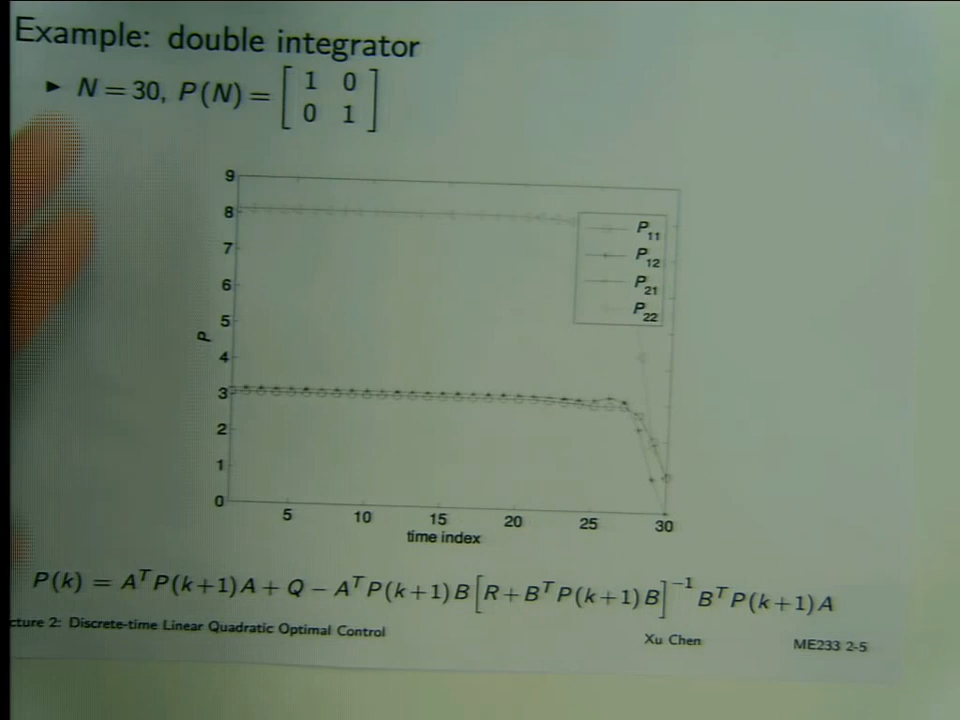 Example: double integrator
► N = 30, P(N) = [ 1 0
0 1 ]
9
8
7
6
5
4
3
2
1
0
P
P11
P12
P21
P22
5 10 15 20 25 30
time index
P(k) = A^T P(k+1) A + Q − A^T P(k+1) B [R + B^T P(k+1) B]^−1 B^T P(k+1) A
cture 2: Discrete-time Linear Quadratic Optimal Control Xu Chen ME233 2-5